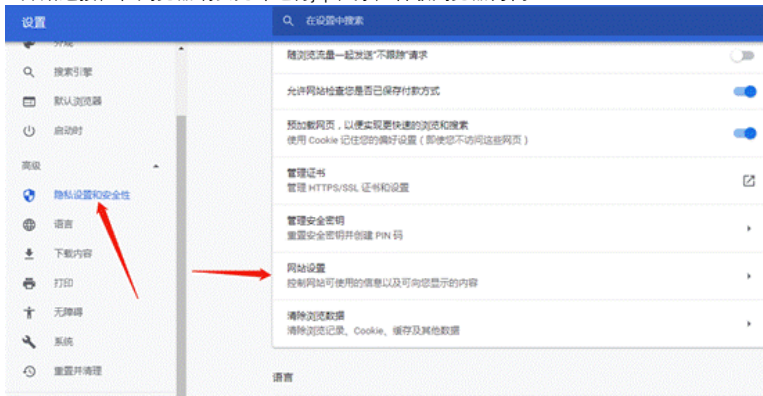 设置
在设置中搜索
外观
搜索引擎
默认浏览器
启动时
高级
隐私设置和安全性
语言
下载内容
打印
无障碍
系统
重置并清理
随浏览流量一起发送“不跟踪”请求
允许网站检查您是否已保存付款方式
预加载网页，以便实现更快速的浏览和搜索
使用 Cookie 记住您的偏好设置（即使您不访问这些网页）
管理证书
管理 HTTPS/SSL 证书和设置
管理安全密钥
重置安全密钥并创建 PIN 码
网站设置
控制网站可使用的信息以及可向您显示的内容
清除浏览数据
清除浏览记录、Cookie、缓存及其他数据
语言